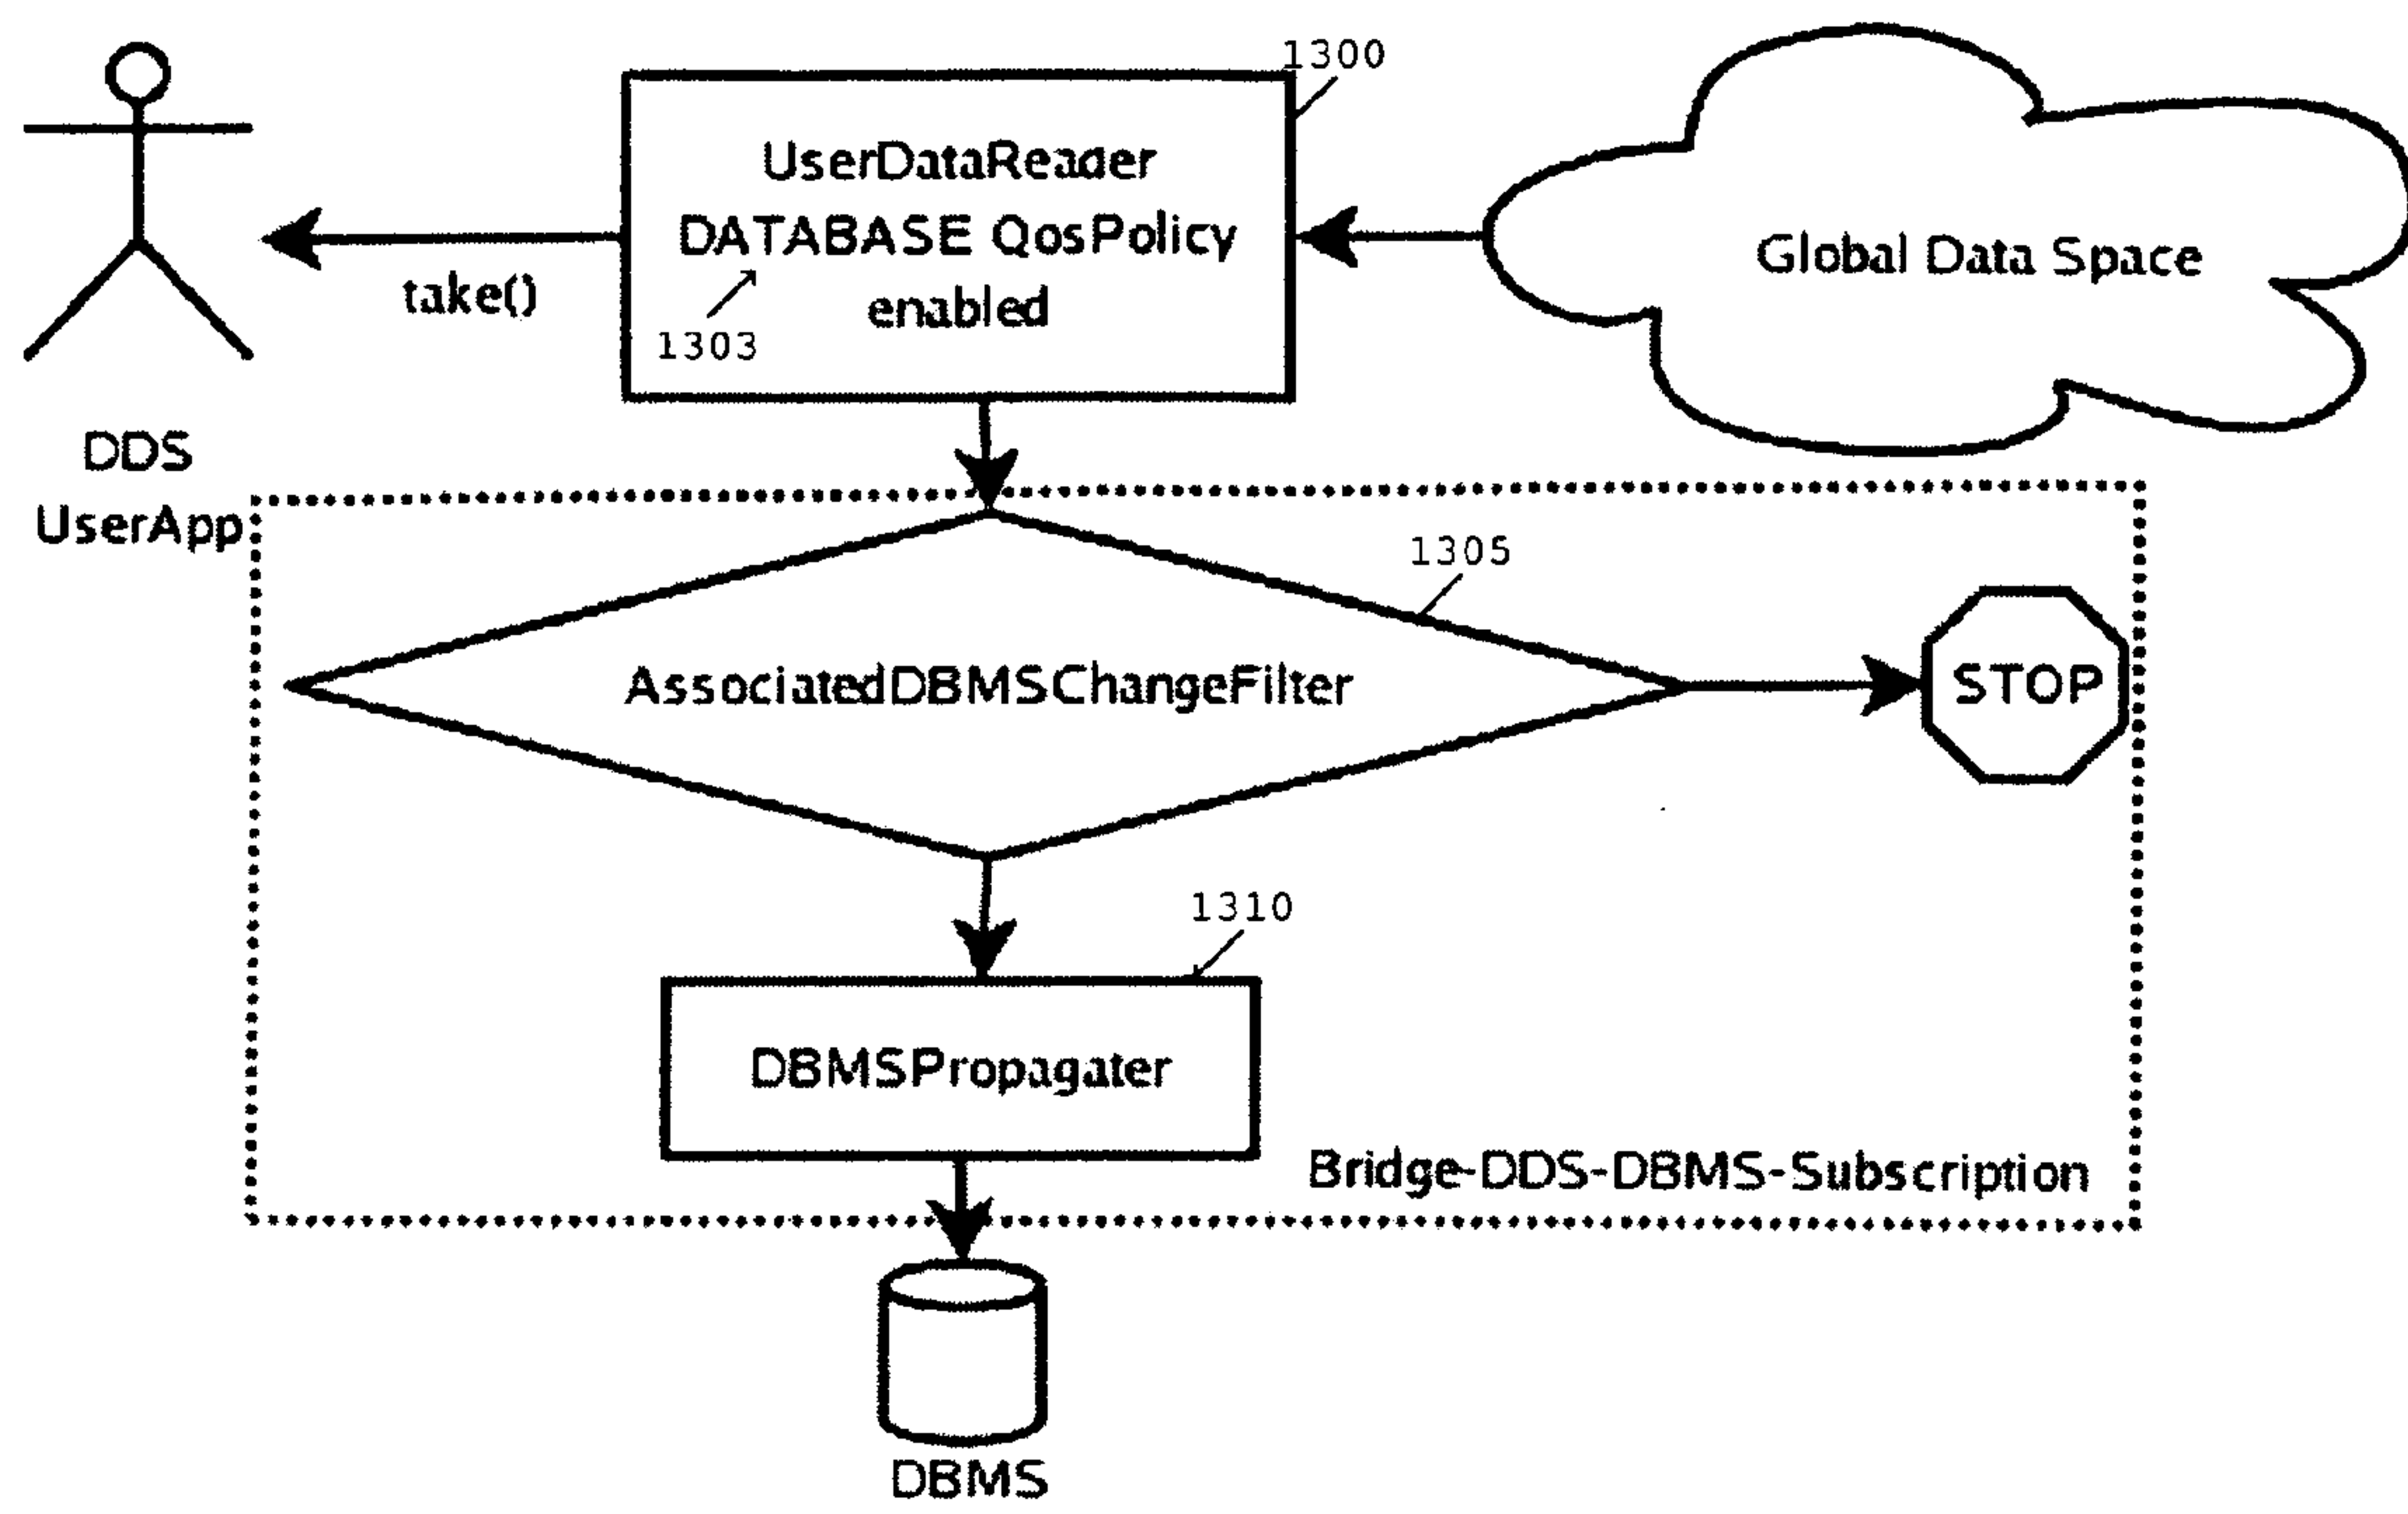 1300
UserDataReader
DATABASE QosPolicy
enabled
1303
take()
Global Data Space
DDS
UserApp
1305
AssociatedDBMSChangeFilter
STOP
1310
DBMSPropagater
Bridge-DDS-DBMS-Subscription
DBMS